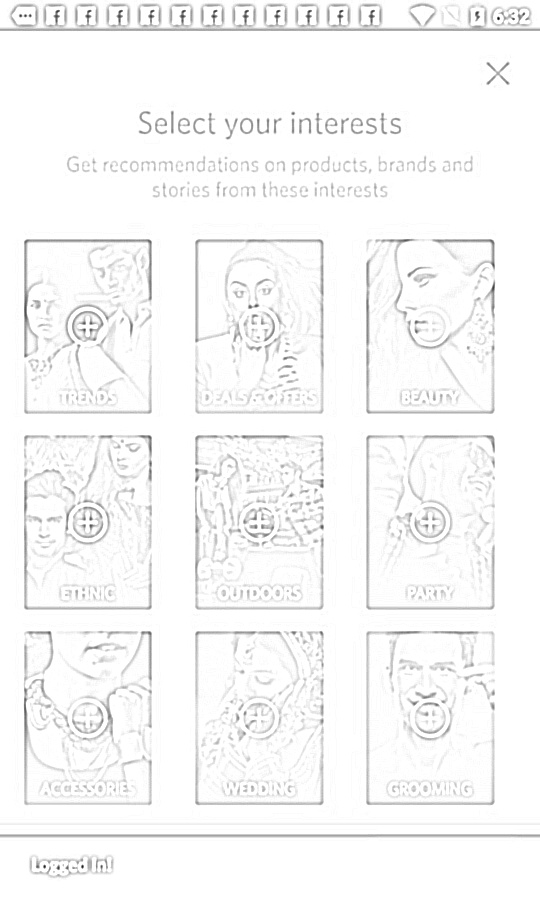 6:32
Select your interests
Get recommendations on products, brands and
stories from these interests
TRENDS
DEALS & OFFERS
BEAUTY
ETHNIC
OUTDOORS
PARTY
ACCESSORIES
WEDDING
GROOMING
Logged in!